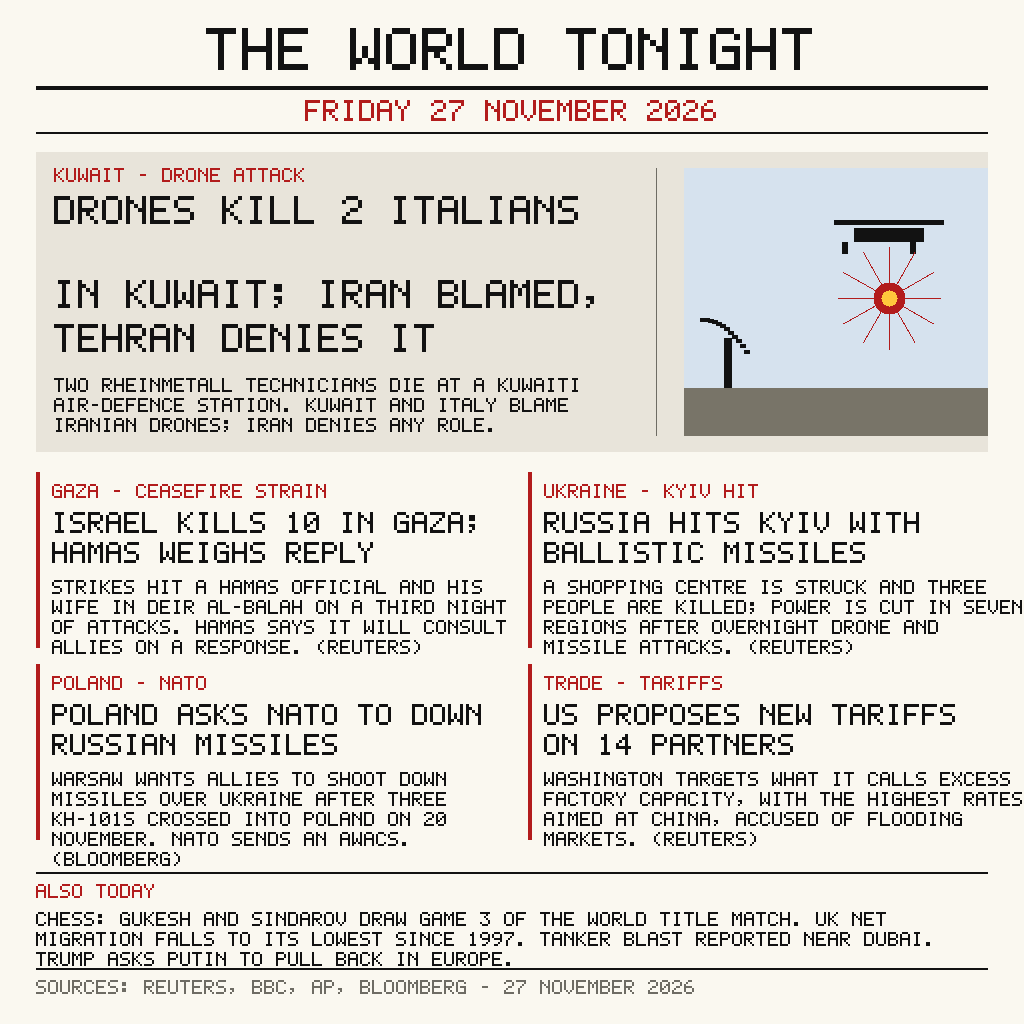 THE WORLD TONIGHT
FRIDAY 27 NOVEMBER 2026
KUWAIT - DRONE ATTACK
DRONES KILL 2 ITALIANS
IN KUWAIT; IRAN BLAMED,
TEHRAN DENIES IT
TWO RHEINMETALL TECHNICIANS DIE AT A KUWAITI
AIR-DEFENCE STATION. KUWAIT AND ITALY BLAME
IRANIAN DRONES; IRAN DENIES ANY ROLE.
GAZA - CEASEFIRE STRAIN
ISRAEL KILLS 10 IN GAZA;
HAMAS WEIGHS REPLY
STRIKES HIT A HAMAS OFFICIAL AND HIS
WIFE IN DEIR AL-BALAH ON A THIRD NIGHT
OF ATTACKS. HAMAS SAYS IT WILL CONSULT
ALLIES ON A RESPONSE. (REUTERS)
UKRAINE - KYIV HIT
RUSSIA HITS KYIV WITH
BALLISTIC MISSILES
A SHOPPING CENTRE IS STRUCK AND THREE
PEOPLE ARE KILLED; POWER IS CUT IN SEVEN
REGIONS AFTER OVERNIGHT DRONE AND
MISSILE ATTACKS. (REUTERS)
POLAND - NATO
POLAND ASKS NATO TO DOWN
RUSSIAN MISSILES
WARSAW WANTS ALLIES TO SHOOT DOWN
MISSILES OVER UKRAINE AFTER THREE
KH-101S CROSSED INTO POLAND ON 20
NOVEMBER. NATO SENDS AN AWACS.
(BLOOMBERG)
TRADE - TARIFFS
US PROPOSES NEW TARIFFS
ON 14 PARTNERS
WASHINGTON TARGETS WHAT IT CALLS EXCESS
FACTORY CAPACITY, WITH THE HIGHEST RATES
AIMED AT CHINA, ACCUSED OF FLOODING
MARKETS. (REUTERS)
ALSO TODAY
CHESS: GUKESH AND SINDAROV DRAW GAME 3 OF THE WORLD TITLE MATCH. UK NET
MIGRATION FALLS TO ITS LOWEST SINCE 1997. TANKER BLAST REPORTED NEAR DUBAI.
TRUMP ASKS PUTIN TO PULL BACK IN EUROPE.
SOURCES: REUTERS, BBC, AP, BLOOMBERG - 27 NOVEMBER 2026